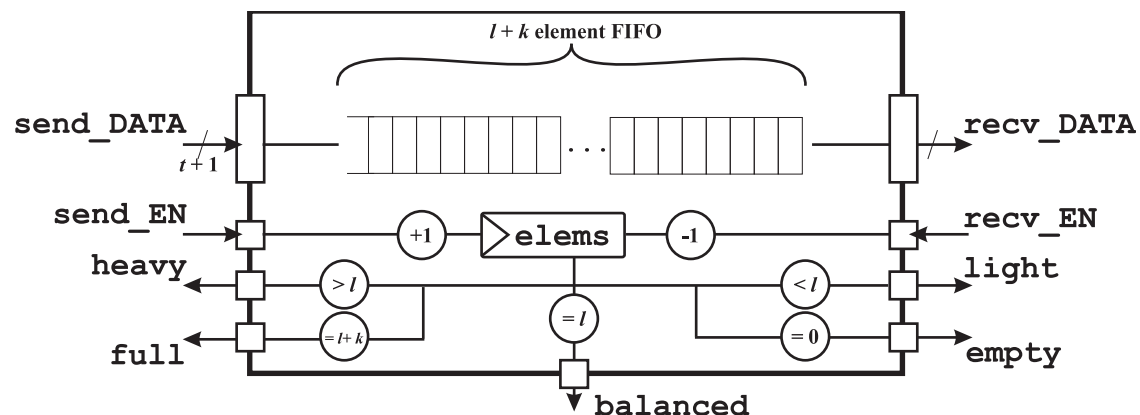 l + k element FIFO
send_DATA
recv_DATA
t + 1
. . .
send_EN
recv_EN
+1
elems
-1
heavy
light
> l
< l
= l
= l+ k
= 0
full
empty
balanced